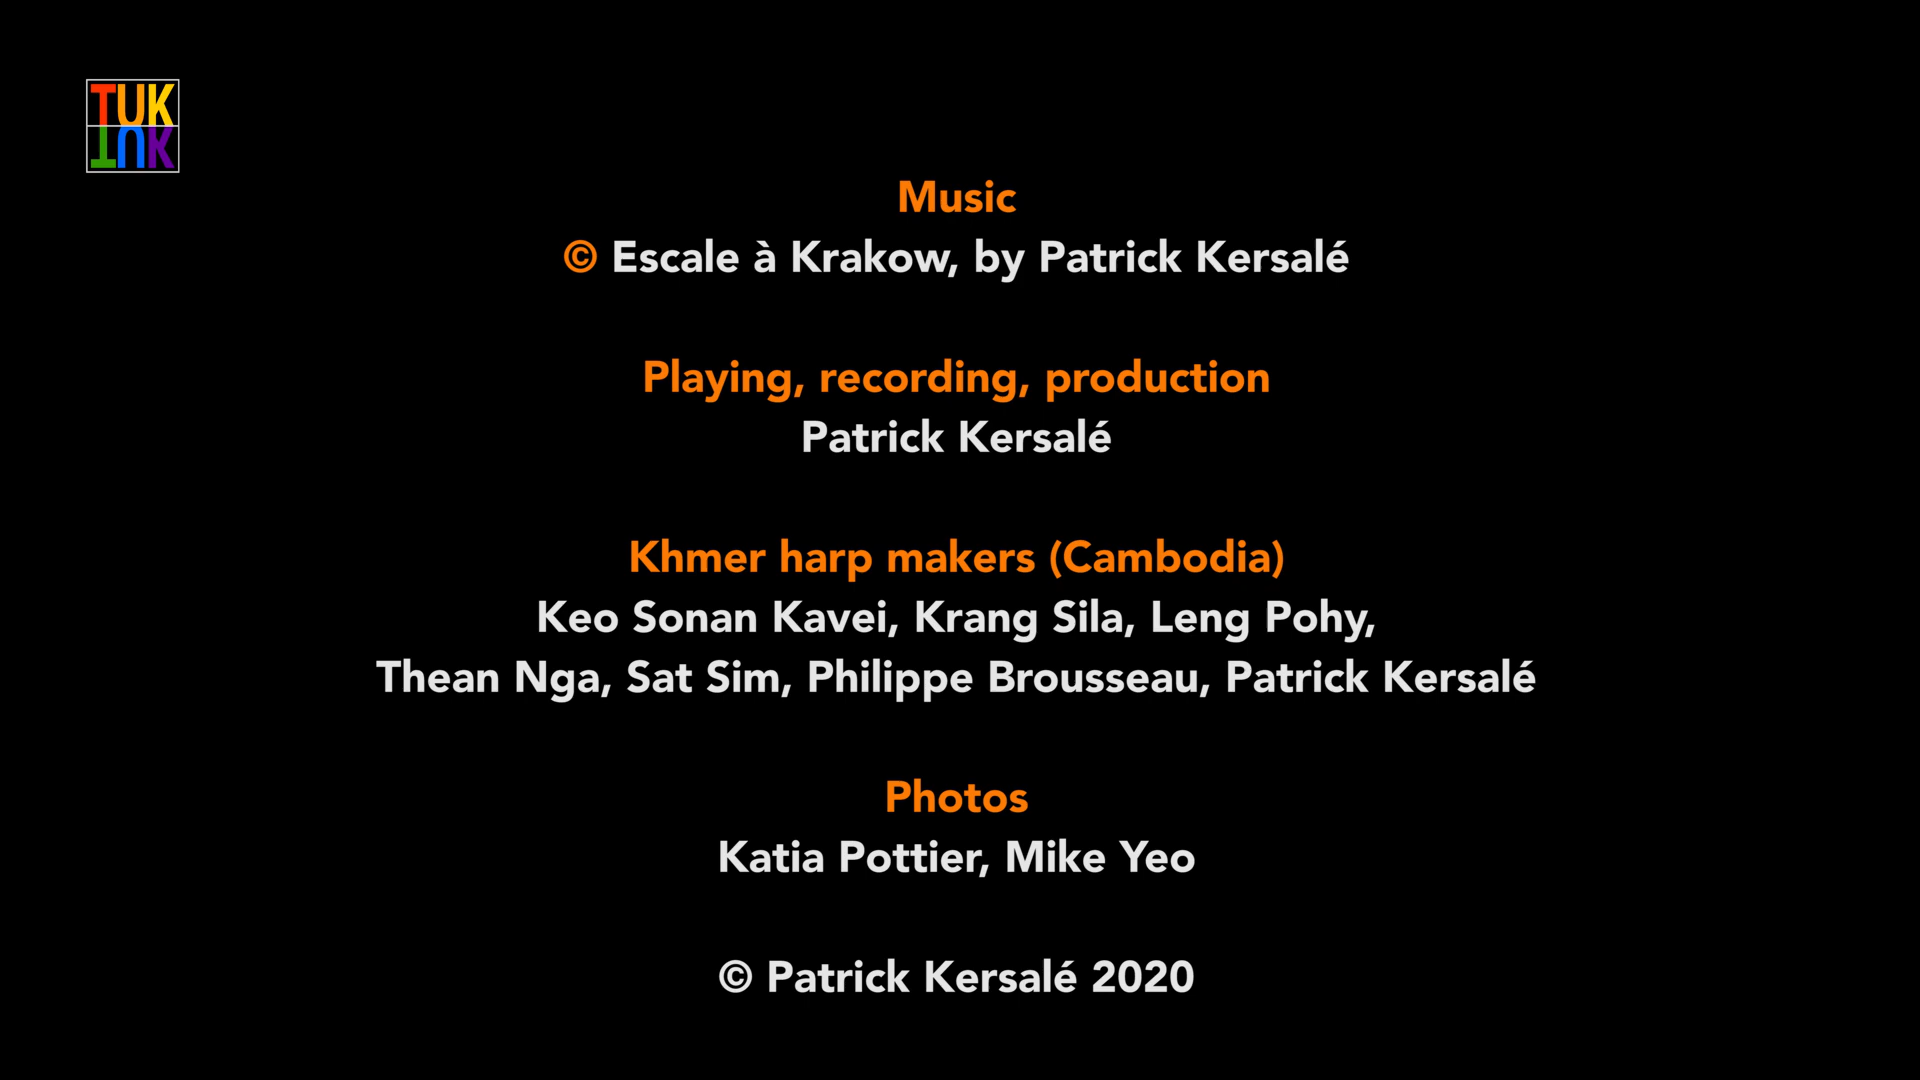 TUK
TUK
Music
© Escale à Krakow, by Patrick Kersalé
Playing, recording, production
Patrick Kersalé
Khmer harp makers (Cambodia)
Keo Sonan Kavei, Krang Sila, Leng Pohy,
Thean Nga, Sat Sim, Philippe Brousseau, Patrick Kersalé
Photos
Katia Pottier, Mike Yeo
© Patrick Kersalé 2020